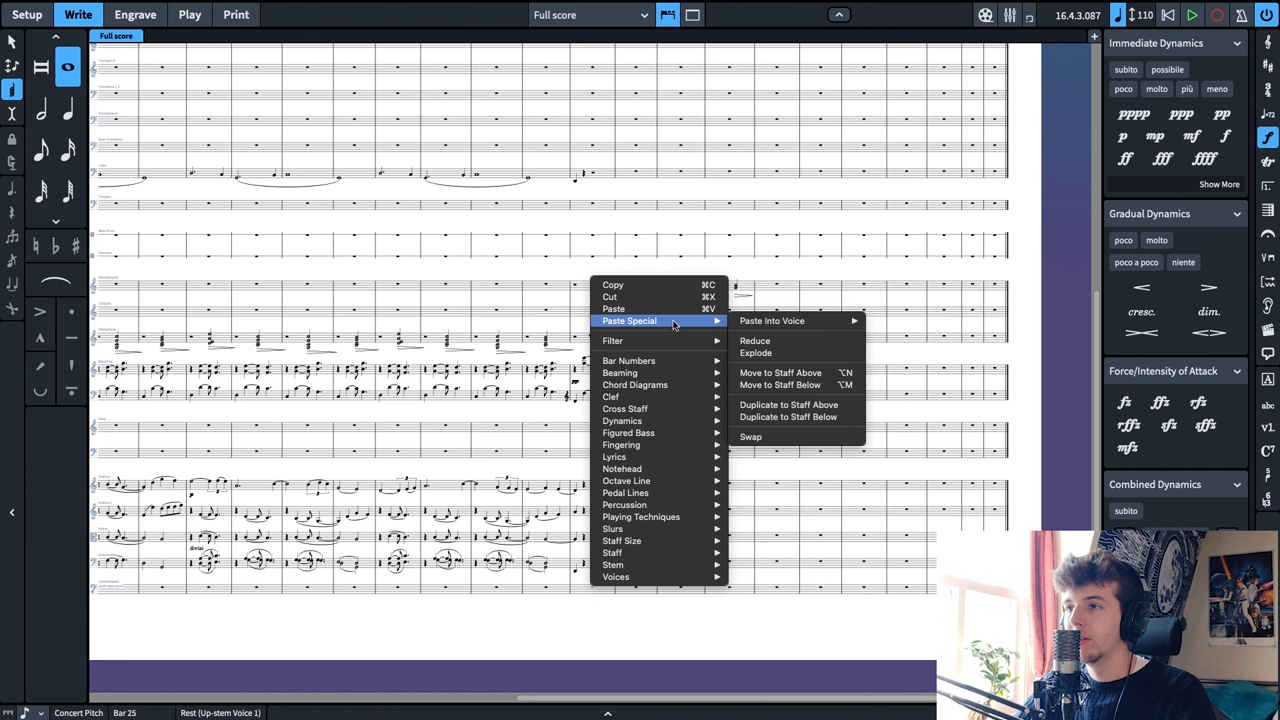 Setup Write Engrave Play Print Full score 16.4.3.087 110
Full score
Immediate Dynamics
subito possibile
poco molto più meno
pppp ppp pp
p mp mf f
ff fff ffff
Show More
Gradual Dynamics
poco molto
poco a poco niente
cresc. dim.
Force/Intensity of Attack
fz ffz rf
mfz
Combined Dynamics
subito
Copy ⌘C
Cut ⌘X
Paste ⌘V
Paste Special
Filter
Bar Numbers
Beaming
Chord Diagrams
Clef
Cross Staff
Dynamics
Figured Bass
Fingering
Lyrics
Notehead
Octave Line
Pedal Lines
Percussion
Playing Techniques
Slurs
Staff Size
Staff
Stem
Voices
Paste Into Voice
Reduce
Explode
Move to Staff Above ⌥N
Move to Staff Below ⌥M
Duplicate to Staff Above
Duplicate to Staff Below
Swap
pp
p
divisi
Concert Pitch Bar 25 Rest (Up-stem Voice 1)